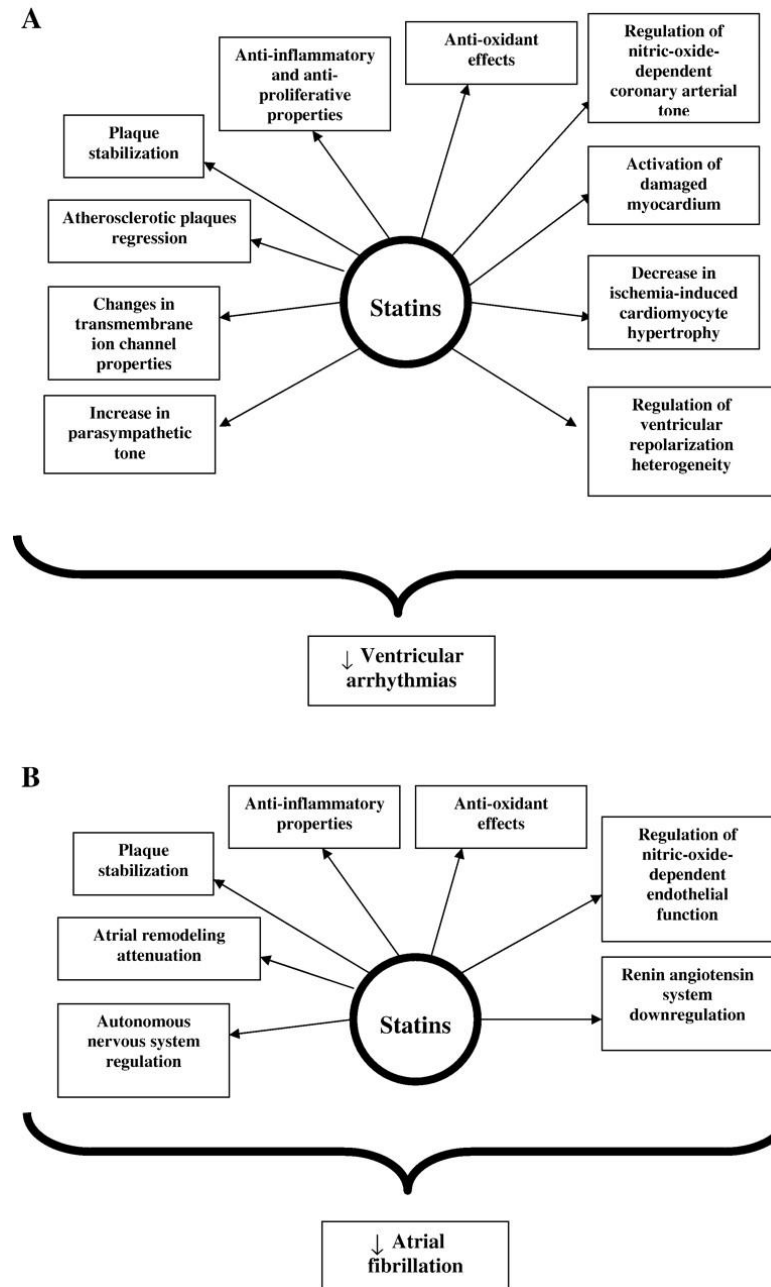 A
Anti-inflammatory
and anti-
proliferative
properties
Anti-oxidant
effects
Regulation of
nitric-oxide-
dependent
coronary arterial
tone
Plaque
stabilization
Activation of
damaged
myocardium
Atherosclerotic plaques
regression
Statins
Decrease in
ischemia-induced
cardiomyocyte
hypertrophy
Changes in
transmembrane
ion channel
properties
Increase in
parasympathetic
tone
Regulation of
ventricular
repolarization
heterogeneity
↓ Ventricular
arrhythmias
B
Anti-inflammatory
properties
Anti-oxidant
effects
Regulation of
nitric-oxide-
dependent
endothelial
function
Plaque
stabilization
Atrial remodeling
attenuation
Statins
Renin angiotensin
system
downregulation
Autonomous
nervous system
regulation
↓ Atrial
fibrillation